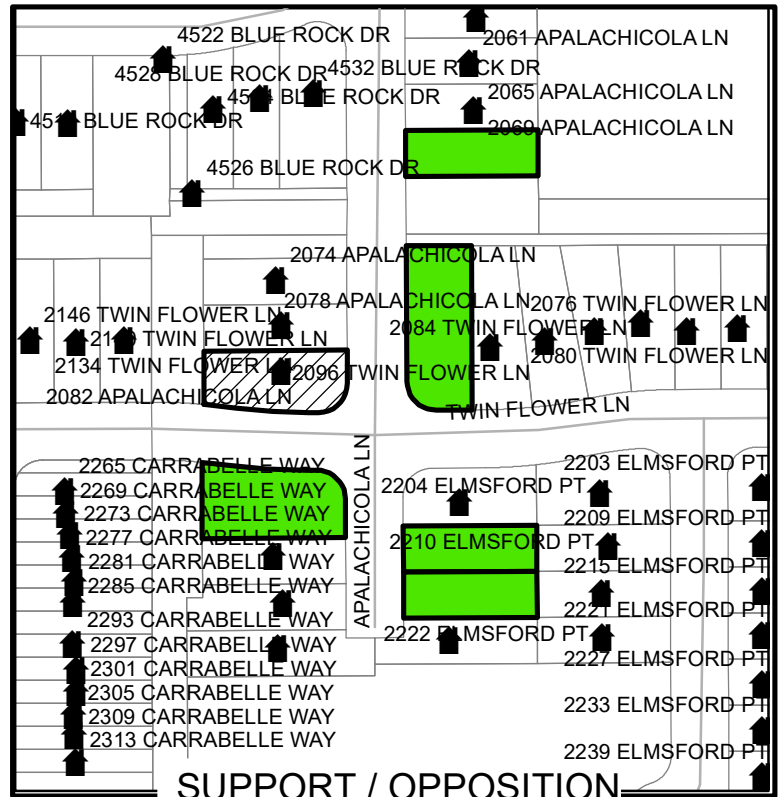 4522 BLUE ROCK DR
2061 APALACHICOLA LN
4528 BLUE ROCK DR
4532 BLUE ROCK DR
2065 APALACHICOLA LN
BLUE ROCK DR
BLUE ROCK DR
2069 APALACHICOLA LN
4526 BLUE ROCK DR
2074 APALACHICOLA LN
2078 APALACHICOLA LN
2076 TWIN FLOWER LN
2146 TWIN FLOWER LN
2084 TWIN FLOWER LN
TWIN FLOWER LN
2080 TWIN FLOWER LN
2134 TWIN FLOWER LN
2096 TWIN FLOWER LN
2082 APALACHICOLA LN
TWIN FLOWER LN
APALACHICOLA LN
2265 CARRABELLE WAY
2203 ELMSFORD PT
2269 CARRABELLE WAY
2204 ELMSFORD PT
2273 CARRABELLE WAY
2209 ELMSFORD PT
2277 CARRABELLE WAY
2210 ELMSFORD PT
2281 CARRABELLE WAY
2215 ELMSFORD PT
2285 CARRABELLE WAY
2221 ELMSFORD PT
2293 CARRABELLE WAY
2222 ELMSFORD PT
2297 CARRABELLE WAY
2227 ELMSFORD PT
2301 CARRABELLE WAY
2305 CARRABELLE WAY
2233 ELMSFORD PT
2309 CARRABELLE WAY
2313 CARRABELLE WAY
2239 ELMSFORD PT
SUPPORT / OPPOSITION